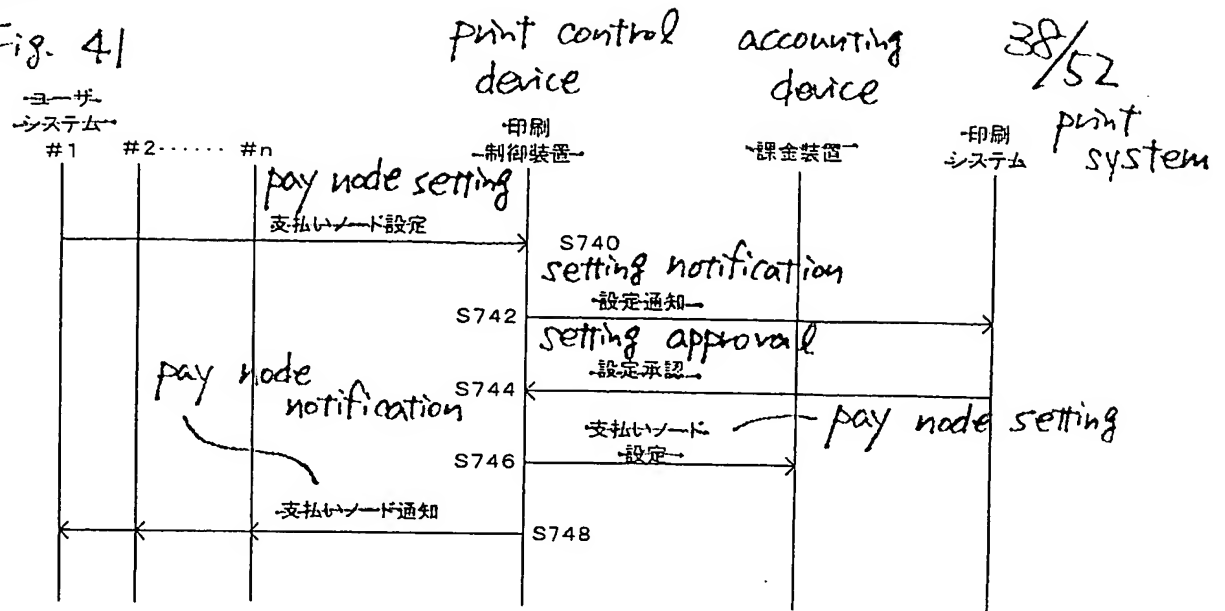 Fig. 41
38/52
print control device
accounting device
print system
ユーザ
システム
#1 #2······ #n
印刷
制御装置
課金装置
印刷
システム
pay node setting
支払いノード設定
S740
setting notification
設定通知
S742
setting approval
設定承認
S744
pay node
notification
支払いノード
設定
pay node setting
S746
支払いノード通知
S748